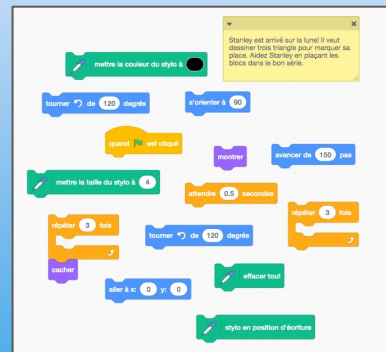 Stanley est arrivé sur la lune! Il veut
dessiner trois triangle pour marquer sa
place. Aidez Stanley en plaçant les
blocs dans le bon série.
mettre la couleur du stylo à
tourner de 120 degrés
s'orienter à 90
quand est cliqué
montrer
avancer de 150 pas
mettre la taille du stylo à 4
attendre 0.5 secondes
répéter 3 fois
répéter 3 fois
tourner de 120 degrés
cacher
effacer tout
aller à x: 0 y: 0
stylo en position d'écriture